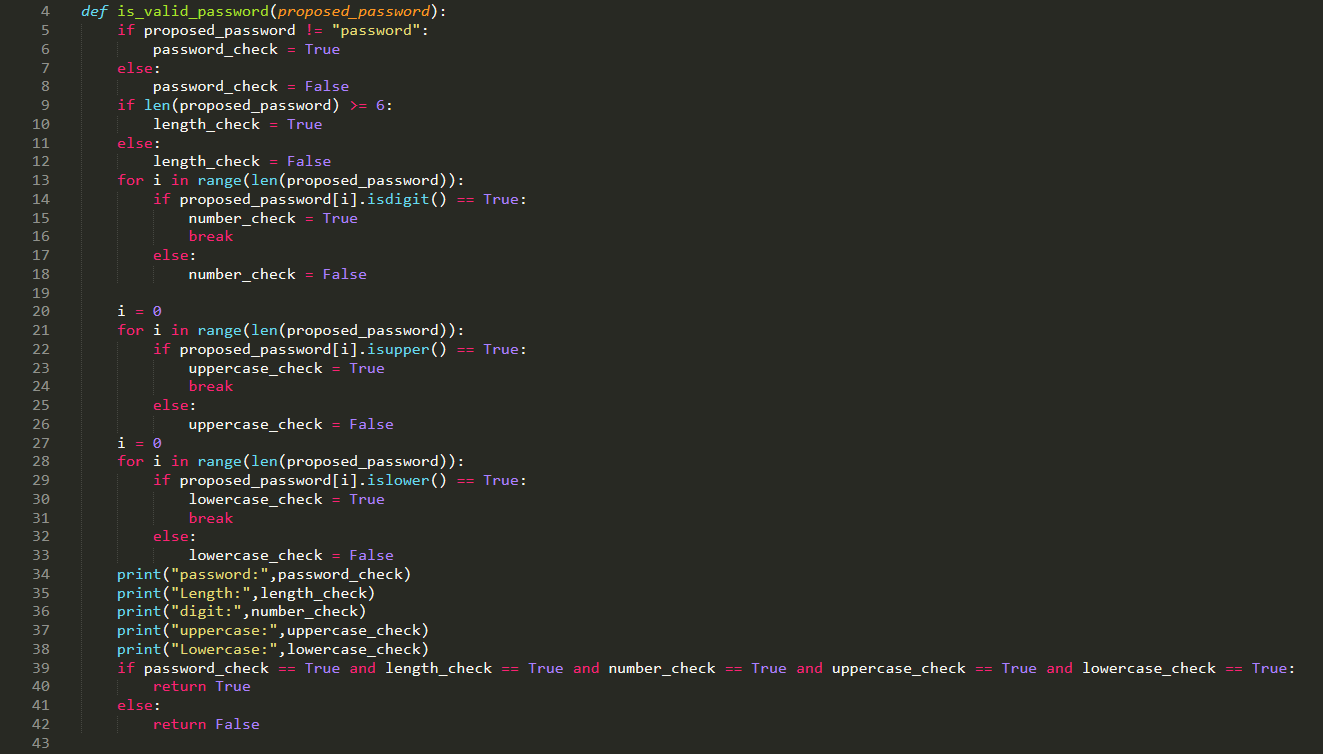 4 def is_valid_password(proposed_password):
5 if proposed_password != "password":
6 password_check = True
7 else:
8 password_check = False
9 if len(proposed_password) >= 6:
10 length_check = True
11 else:
12 length_check = False
13 for i in range(len(proposed_password)):
14 if proposed_password[i].isdigit() == True:
15 number_check = True
16 break
17 else:
18 number_check = False
19
20 i = 0
21 for i in range(len(proposed_password)):
22 if proposed_password[i].isupper() == True:
23 uppercase_check = True
24 break
25 else:
26 uppercase_check = False
27 i = 0
28 for i in range(len(proposed_password)):
29 if proposed_password[i].islower() == True:
30 lowercase_check = True
31 break
32 else:
33 lowercase_check = False
34 print("password:",password_check)
35 print("Length:",length_check)
36 print("digit:",number_check)
37 print("uppercase:",uppercase_check)
38 print("Lowercase:",lowercase_check)
39 if password_check == True and length_check == True and number_check == True and uppercase_check == True and lowercase_check == True:
40 return True
41 else:
42 return False
43